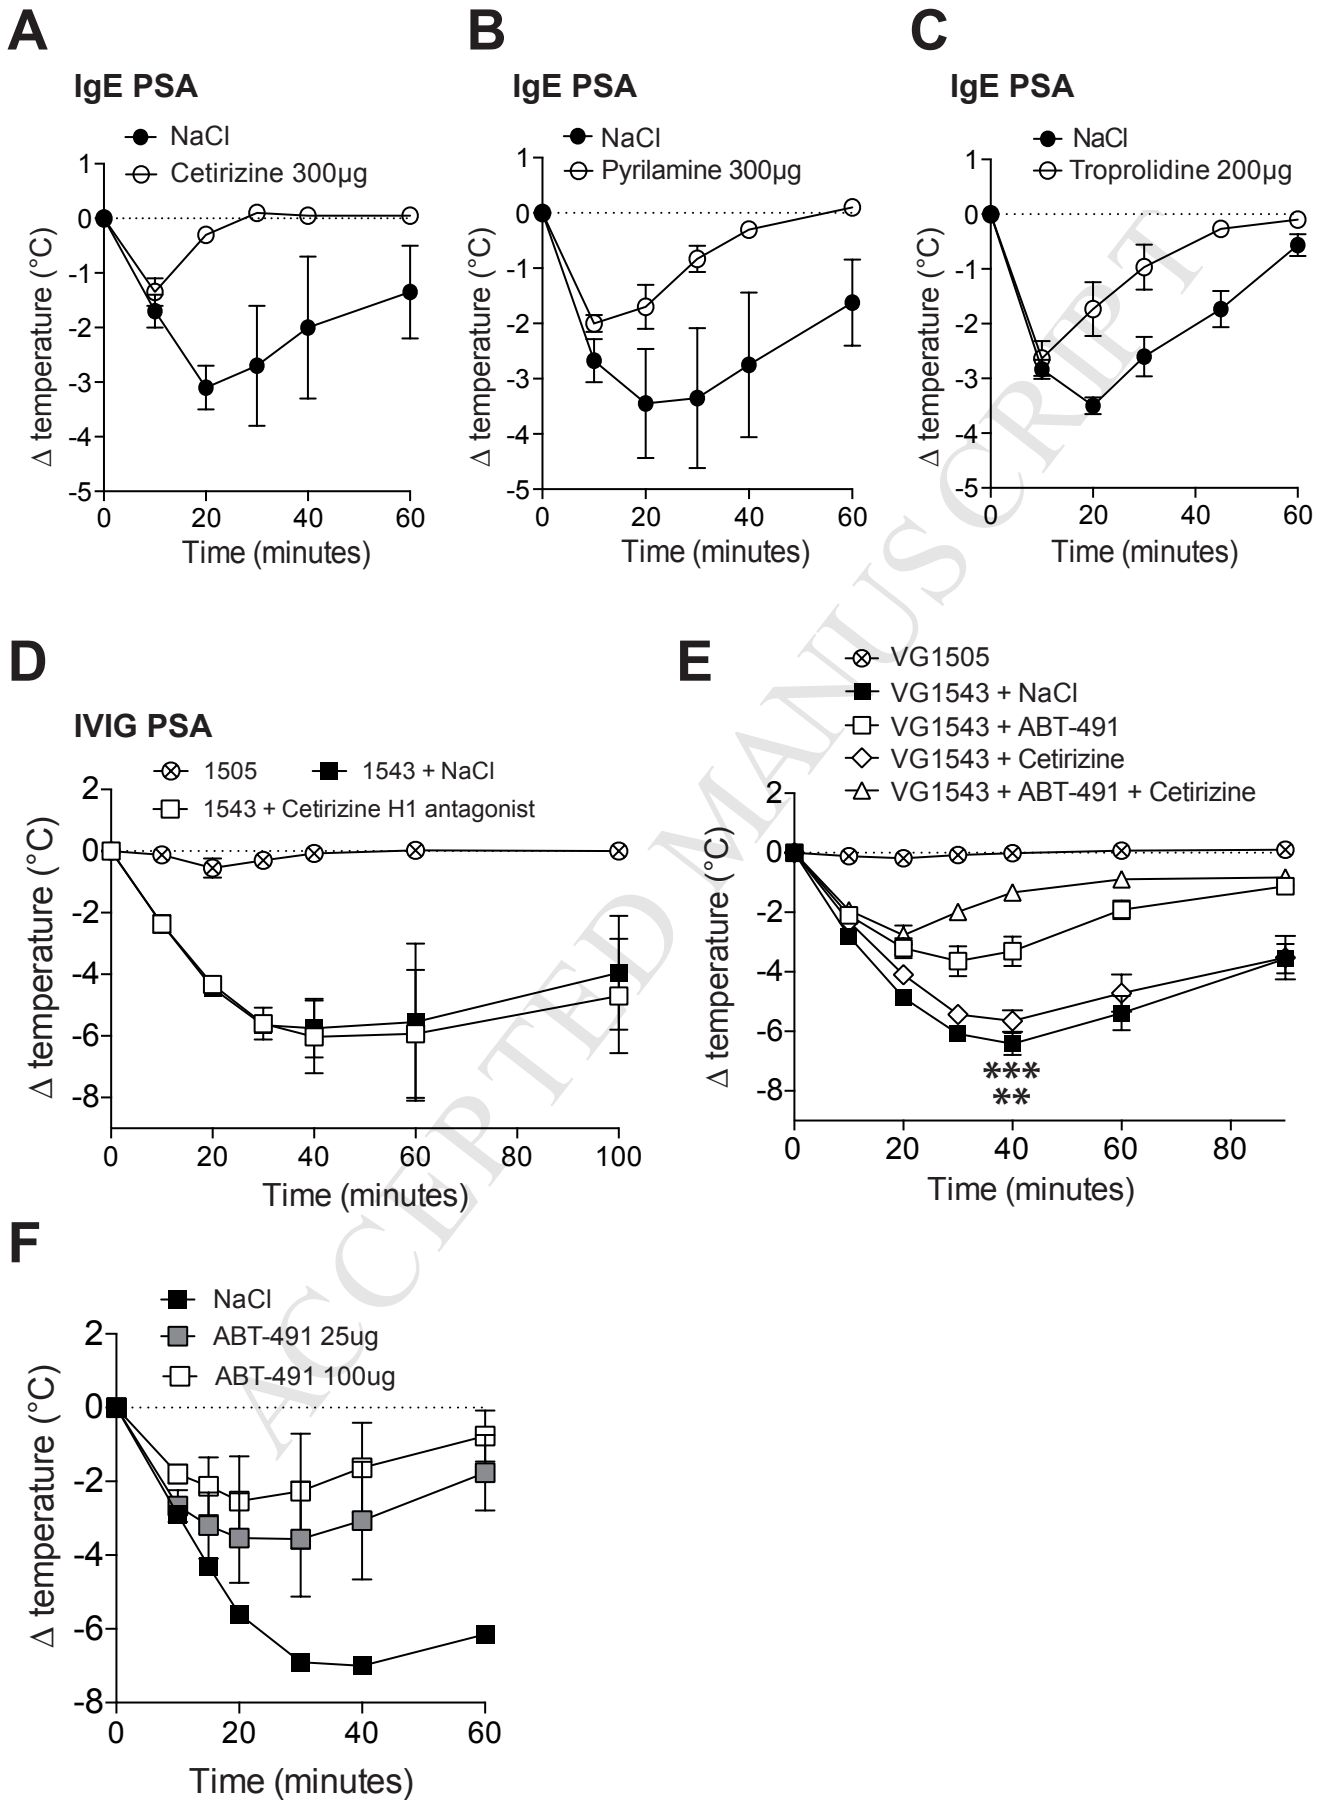 A
IgE PSA
NaCl
Cetirizine 300µg
1
0
-1
-2
-3
-4
-5
0 20 40 60
Δ temperature (°C)
Time (minutes)
B
IgE PSA
NaCl
Pyrilamine 300µg
1
0
-1
-2
-3
-4
-5
0 20 40 60
Δ temperature (°C)
Time (minutes)
C
IgE PSA
NaCl
Troprolidine 200µg
1
0
-1
-2
-3
-4
-5
0 20 40 60
Δ temperature (°C)
Time (minutes)
D
IVIG PSA
1505 1543 + NaCl
1543 + Cetirizine H1 antagonist
2
0
-2
-4
-6
-8
0 20 40 60 80 100
Δ temperature (°C)
Time (minutes)
E
VG1505
VG1543 + NaCl
VG1543 + ABT-491
VG1543 + Cetirizine
VG1543 + ABT-491 + Cetirizine
2
0
-2
-4
-6
-8
***
**
0 20 40 60 80
Δ temperature (°C)
Time (minutes)
F
NaCl
ABT-491 25ug
ABT-491 100ug
2
0
-2
-4
-6
-8
0 20 40 60
Δ temperature (°C)
Time (minutes)
ACCEPTED MANUSCRIPT